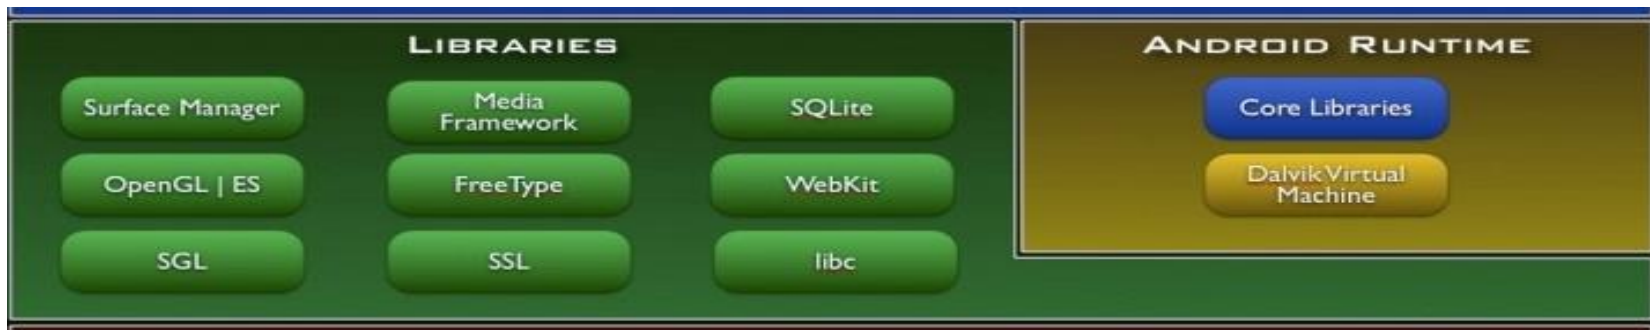 LIBRARIES
Surface Manager
Media
Framework
SQLite
OpenGL | ES
FreeType
WebKit
SGL
SSL
libc
ANDROID RUNTIME
Core Libraries
Dalvik Virtual
Machine